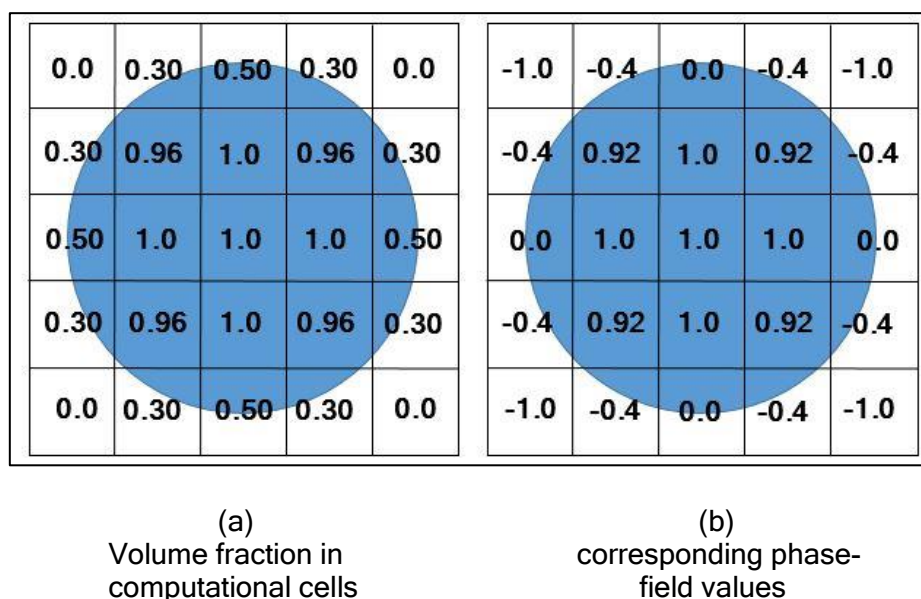 0.0 0.30 0.50 0.30 0.0
0.30 0.96 1.0 0.96 0.30
0.50 1.0 1.0 1.0 0.50
0.30 0.96 1.0 0.96 0.30
0.0 0.30 0.50 0.30 0.0
-1.0 -0.4 0.0 -0.4 -1.0
-0.4 0.92 1.0 0.92 -0.4
0.0 1.0 1.0 1.0 0.0
-0.4 0.92 1.0 0.92 -0.4
-1.0 -0.4 0.0 -0.4 -1.0
(a)
Volume fraction in
computational cells
(b)
corresponding phase-
field values